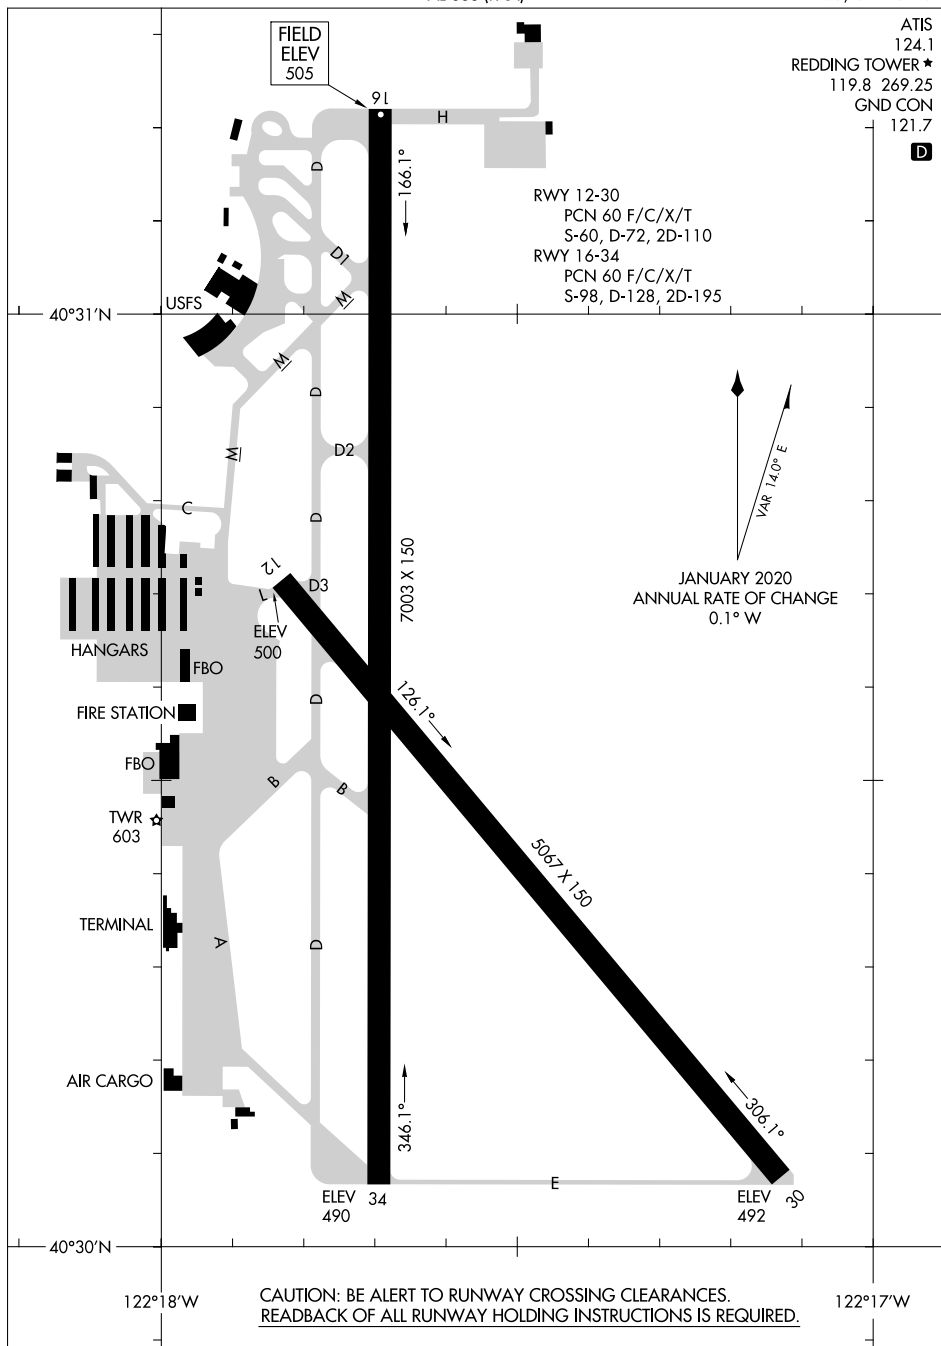 ATIS
124.1
REDDING TOWER ★
119.8 269.25
GND CON
121.7
D
FIELD
ELEV
505
16
H
D
166.1°
RWY 12-30
PCN 60 F/C/X/T
S-60, D-72, 2D-110
RWY 16-34
PCN 60 F/C/X/T
S-98, D-128, 2D-195
D1
W
USFS
40°31'N
W
D
W
D2
VAR 14.0° E
C
D
7003 X 150
JANUARY 2020
ANNUAL RATE OF CHANGE
0.1° W
12
D3
L
ELEV
500
HANGARS
FBO
D
126.1°
FIRE STATION
FBO
B
B
TWR
603
5067 X 150
TERMINAL
A
D
AIR CARGO
346.1°
306.1°
E
ELEV
490
34
ELEV
492
30
40°30'N
122°18'W
122°17'W
CAUTION: BE ALERT TO RUNWAY CROSSING CLEARANCES.
READBACK OF ALL RUNWAY HOLDING INSTRUCTIONS IS REQUIRED.